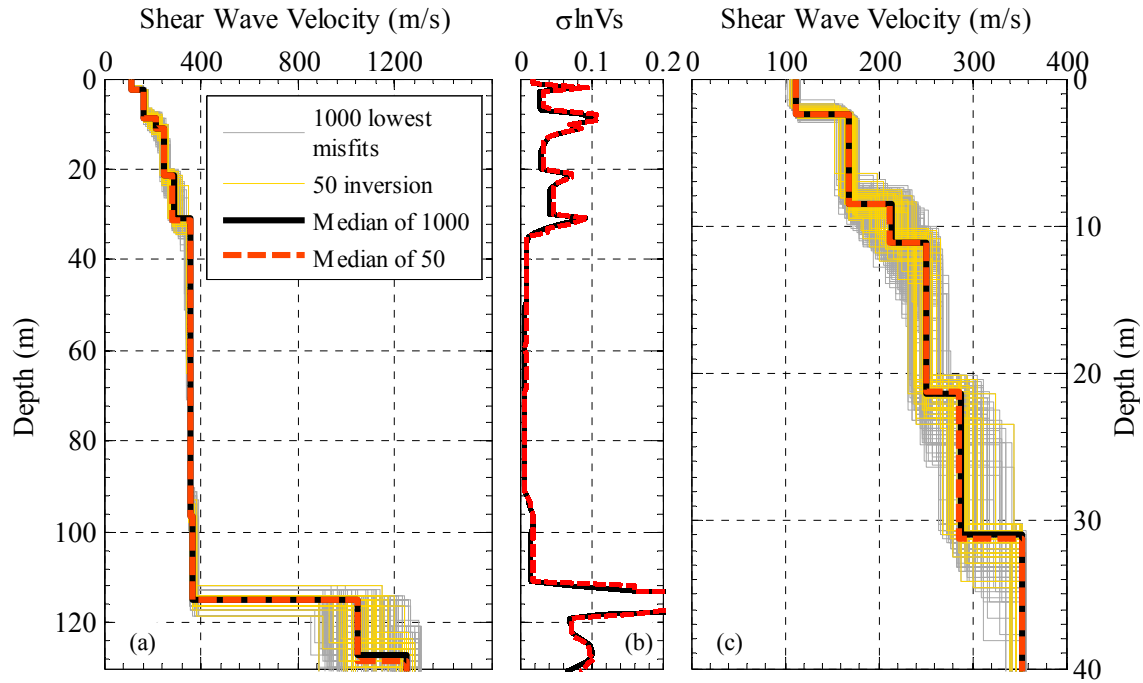 Shear Wave Velocity (m/s)
σlnVs
Shear Wave Velocity (m/s)
0 400 800 1200
0 0.1 0.2
0 100 200 300 400
0
20
40
60
80
100
120
Depth (m)
1000 lowest
misfits
50 inversion
Median of 1000
Median of 50
(a)
(b)
(c)
0
10
20
30
40
Depth (m)